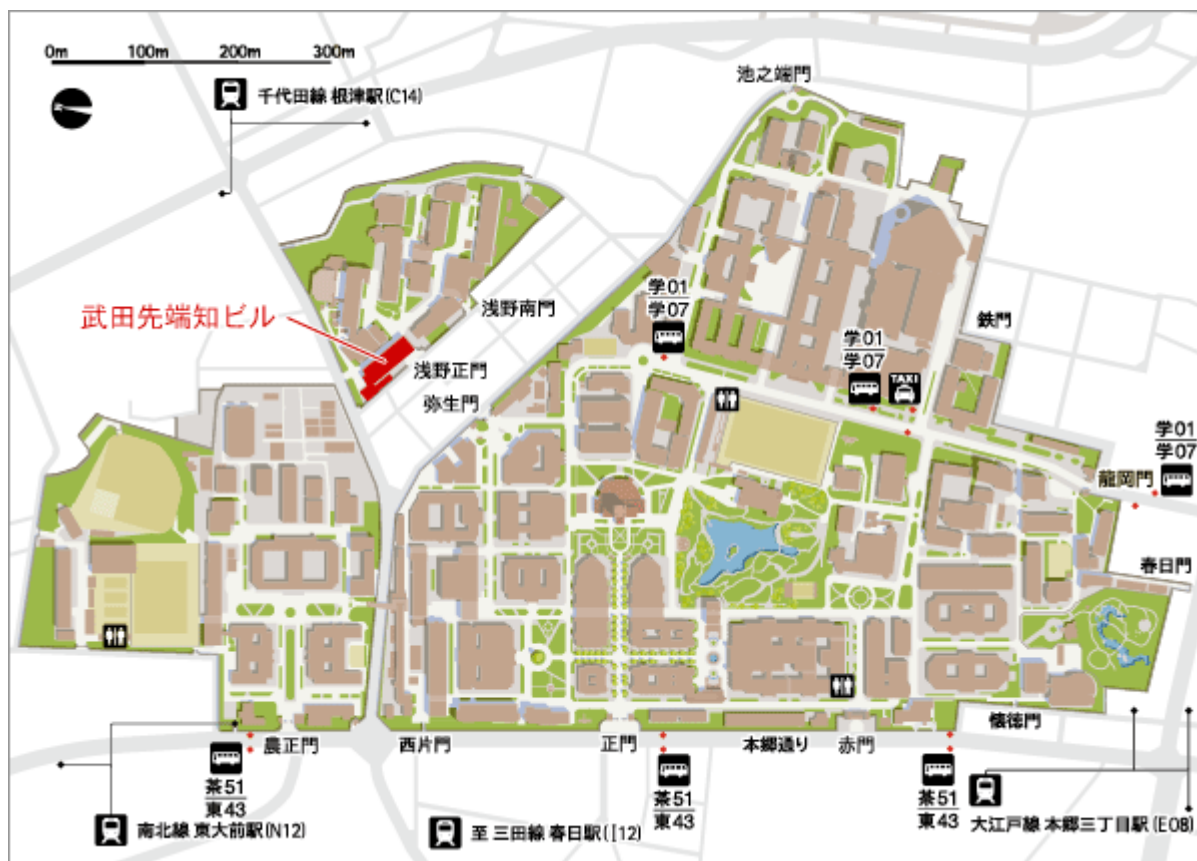 0m 100m 200m 300m
千代田線 根津駅(C14)
池之端門
武田先端知ビル
浅野南門
浅野正門
弥生門
学01
学07
学01
学07
TAXI
鉄門
学01
学07
龍岡門
春日門
懐徳門
農正門
西片門
正門
本郷通り
赤門
茶51
東43
茶51
東43
茶51
東43
南北線 東大前駅(N12)
至 三田線 春日駅(I12)
大江戸線 本郷三丁目駅(E08)